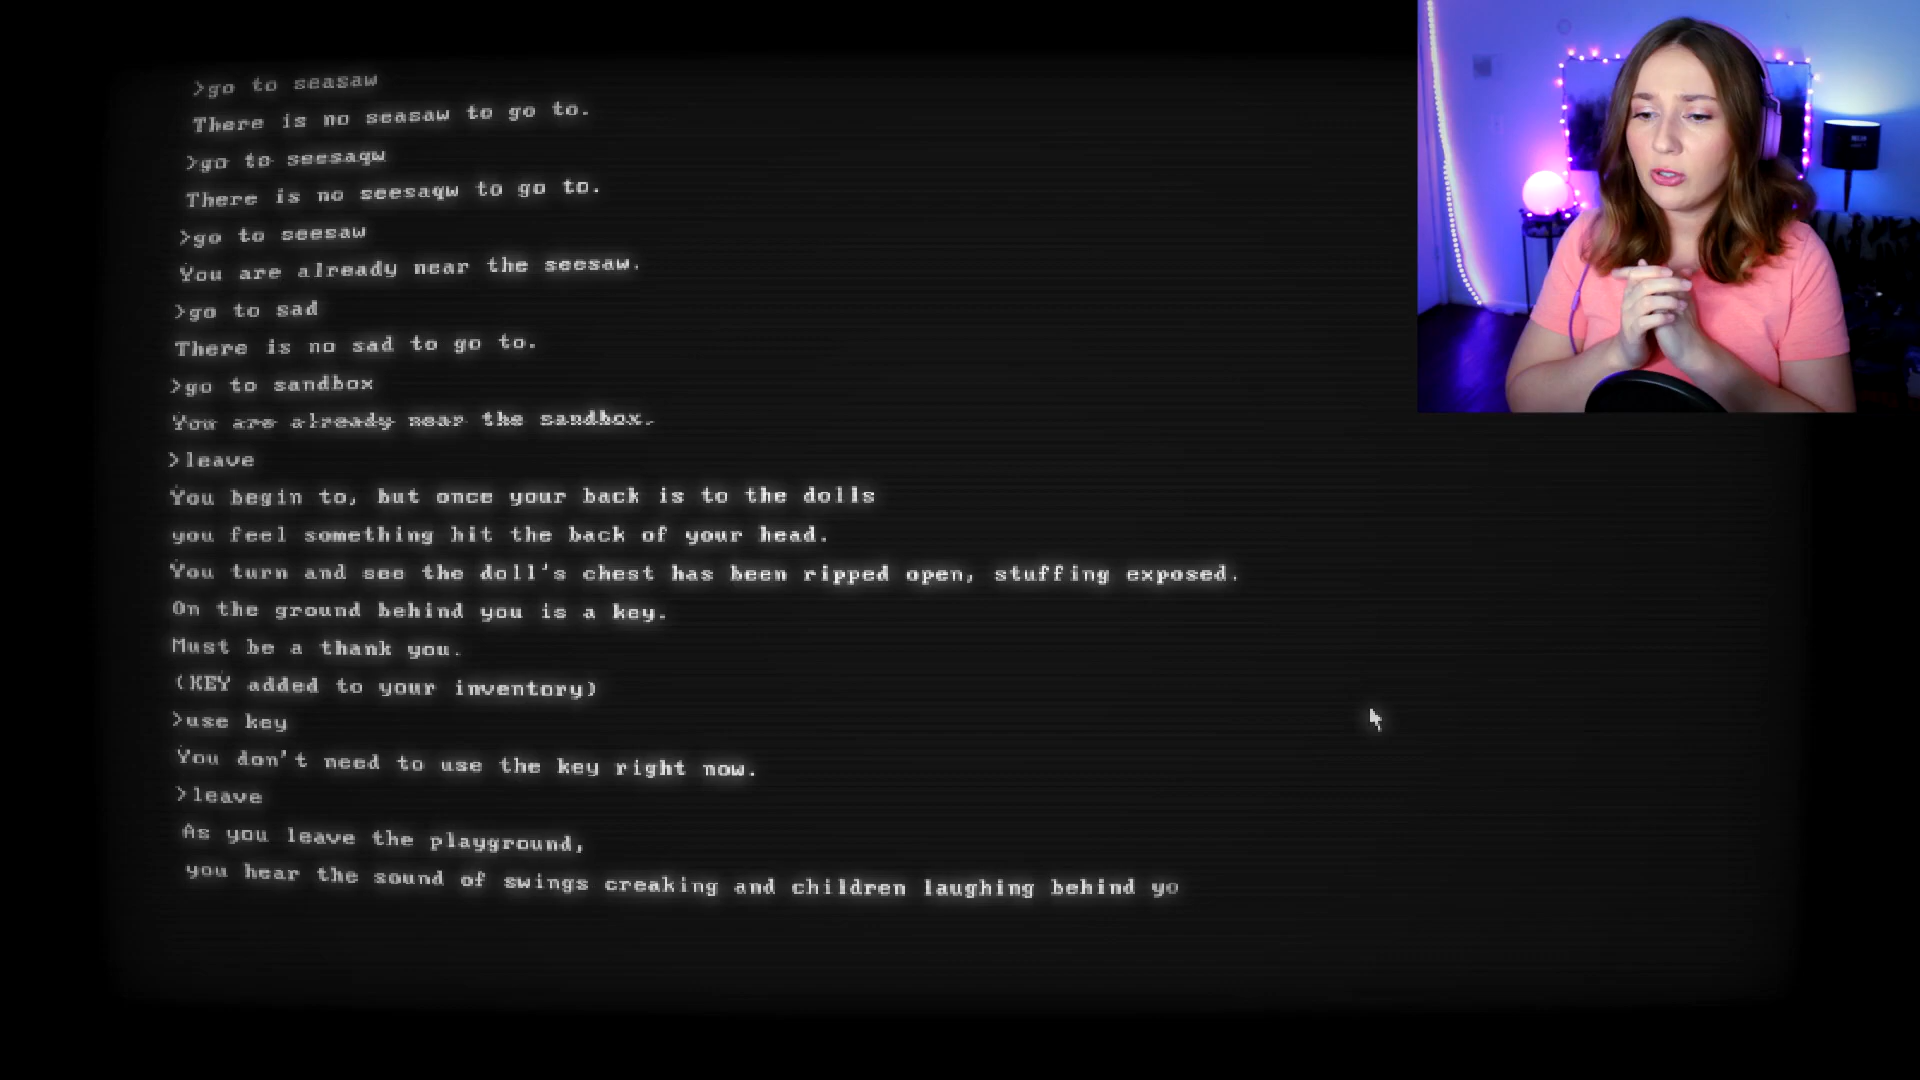 >go to seasaw
There is no seasaw to go to.
>go to seesaqw
There is no seesaqw to go to.
>go to seesaw
You are already near the seesaw.
>go to sad
There is no sad to go to.
>go to sandbox
You are already near the sandbox.
>leave
You begin to, but once your back is to the dolls
you feel something hit the back of your head.
You turn and see the doll's chest has been ripped open, stuffing exposed.
On the ground behind you is a key.
Must be a thank you.
(KEY added to your inventory)
>use key
You don't need to use the key right now.
>leave
As you leave the playground,
you hear the sound of swings creaking and children laughing behind yo